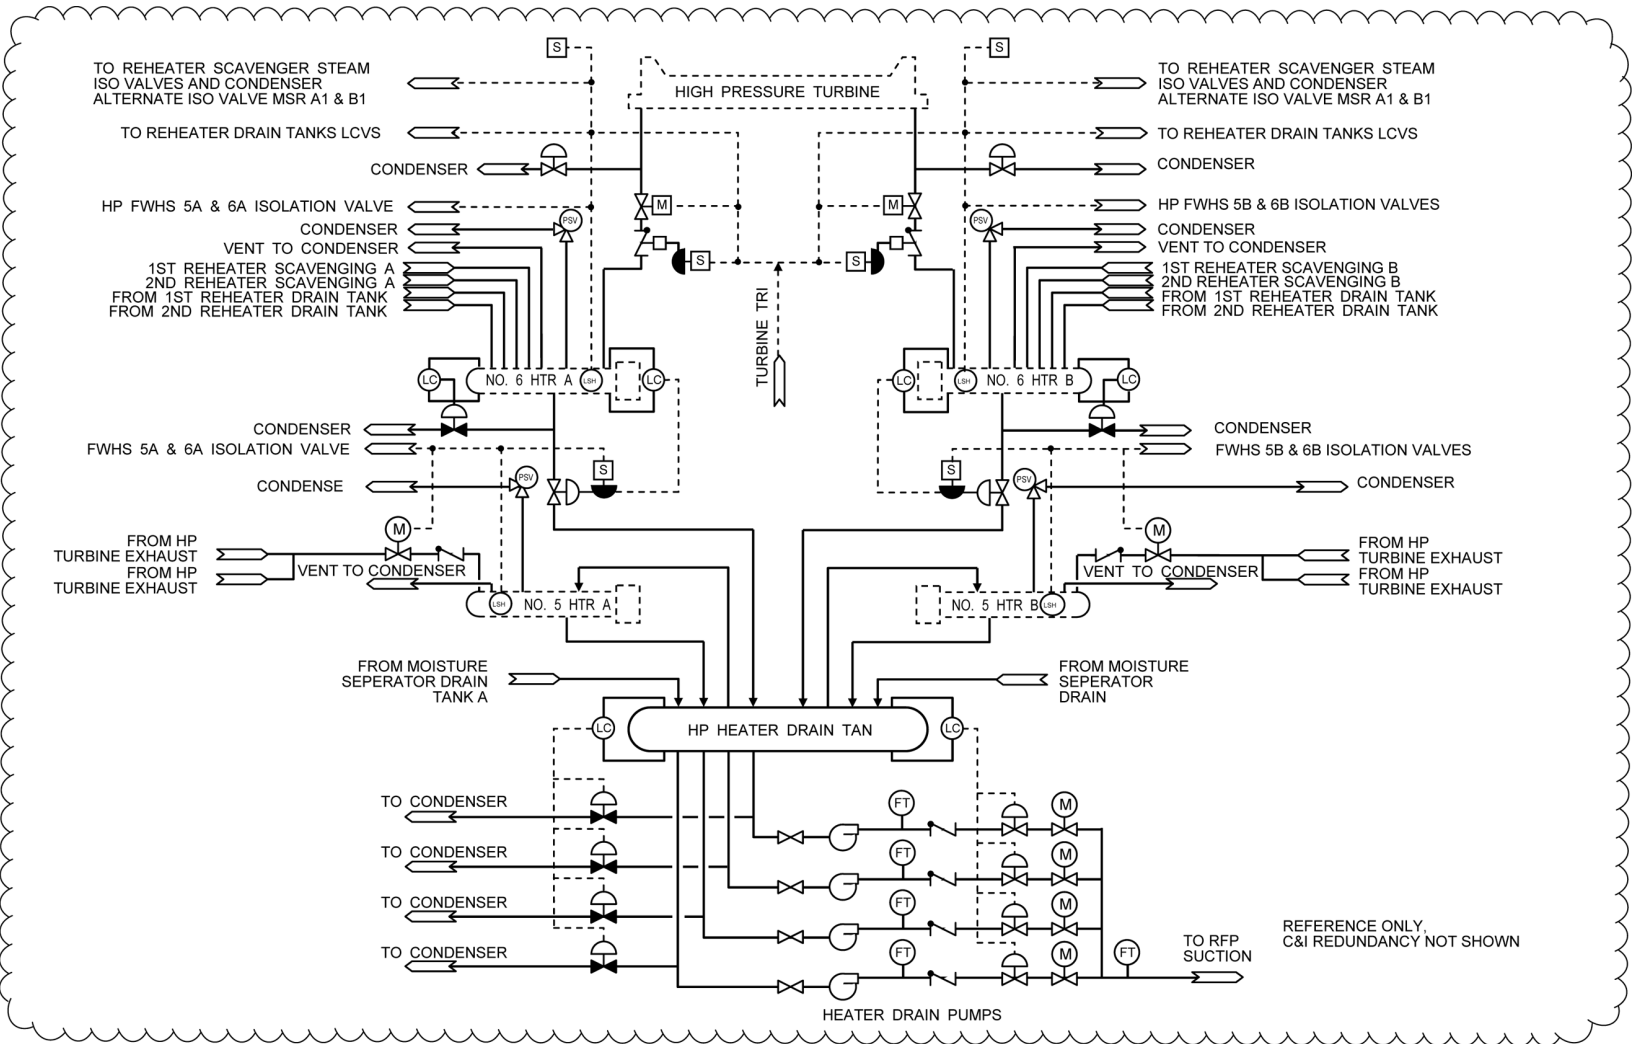 S
S
TO REHEATER SCAVENGER STEAM
ISO VALVES AND CONDENSER
ALTERNATE ISO VALVE MSR A1 & B1
HIGH PRESSURE TURBINE
TO REHEATER SCAVENGER STEAM
ISO VALVES AND CONDENSER
ALTERNATE ISO VALVE MSR A1 & B1
TO REHEATER DRAIN TANKS LCVS
TO REHEATER DRAIN TANKS LCVS
CONDENSER
CONDENSER
HP FWHS 5A & 6A ISOLATION VALVE
M
M
HP FWHS 5B & 6B ISOLATION VALVES
CONDENSER
PSV
PSV
CONDENSER
VENT TO CONDENSER
VENT TO CONDENSER
S
S
1ST REHEATER SCAVENGING A
2ND REHEATER SCAVENGING A
FROM 1ST REHEATER DRAIN TANK
FROM 2ND REHEATER DRAIN TANK
1ST REHEATER SCAVENGING B
2ND REHEATER SCAVENGING B
FROM 1ST REHEATER DRAIN TANK
FROM 2ND REHEATER DRAIN TANK
TURBINE TRI
LC
NO. 6 HTR A
LSH
LC
LC
LSH
NO. 6 HTR B
LC
CONDENSER
CONDENSER
FWHS 5A & 6A ISOLATION VALVE
FWHS 5B & 6B ISOLATION VALVES
S
S
CONDENSE
PSV
PSV
CONDENSER
M
M
FROM HP
TURBINE EXHAUST
FROM HP
TURBINE EXHAUST
VENT TO CONDENSER
VENT TO CONDENSER
FROM HP
TURBINE EXHAUST
FROM HP
TURBINE EXHAUST
LSH
NO. 5 HTR A
NO. 5 HTR B
LSH
FROM MOISTURE
SEPERATOR DRAIN
TANK A
FROM MOISTURE
SEPERATOR
DRAIN
LC
HP HEATER DRAIN TAN
LC
TO CONDENSER
FT
M
TO CONDENSER
FT
M
TO CONDENSER
FT
M
TO CONDENSER
FT
M
FT
TO RFP
SUCTION
REFERENCE ONLY,
C&I REDUNDANCY NOT SHOWN
HEATER DRAIN PUMPS